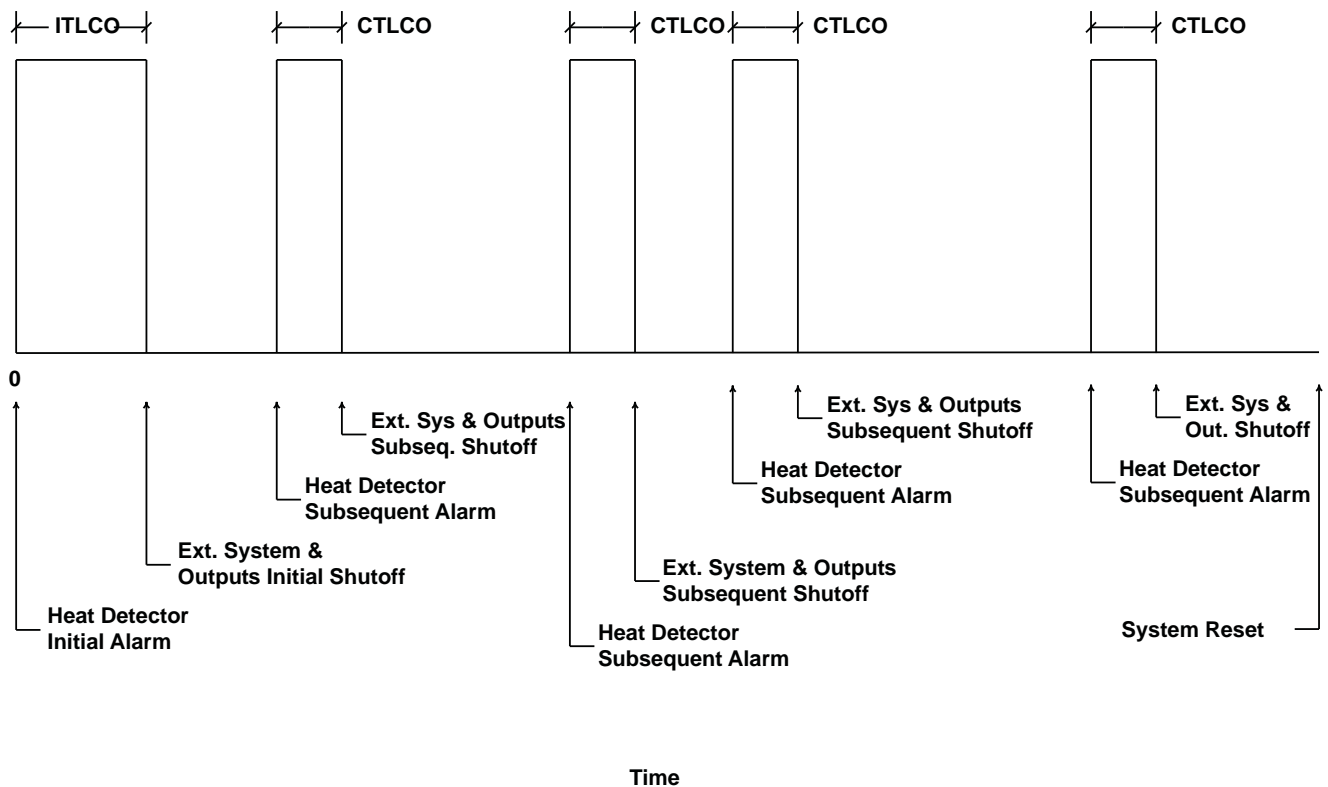 ITLCO
CTLCO
CTLCO
CTLCO
CTLCO
0
Ext. Sys & Outputs
Subseq. Shutoff
Heat Detector
Subsequent Alarm
Ext. System &
Outputs Initial Shutoff
Heat Detector
Initial Alarm
Ext. Sys & Outputs
Subsequent Shutoff
Heat Detector
Subsequent Alarm
Ext. System & Outputs
Subsequent Shutoff
Heat Detector
Subsequent Alarm
Ext. Sys &
Out. Shutoff
Heat Detector
Subsequent Alarm
System Reset
Time